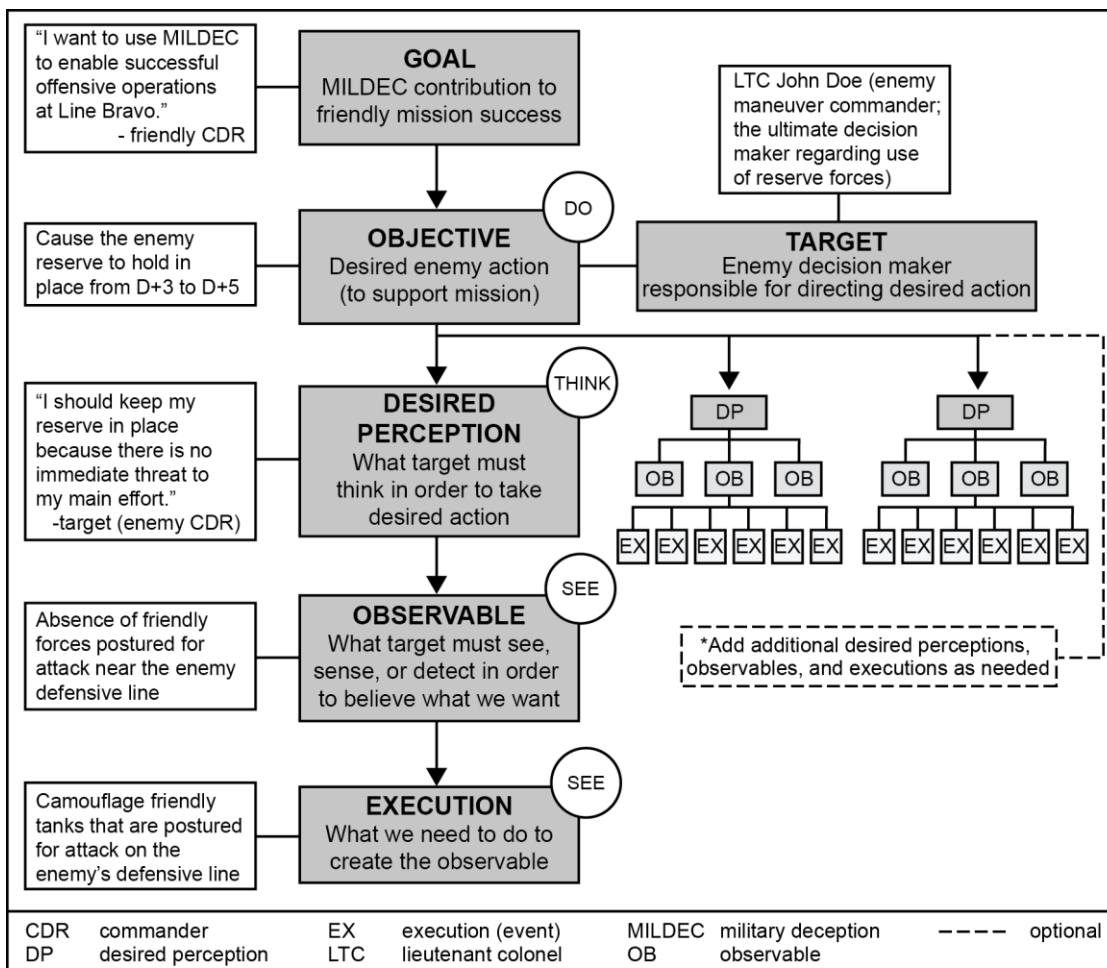 “I want to use MILDEC
to enable successful
offensive operations
at Line Bravo.”
- friendly CDR
GOAL
MILDEC contribution to
friendly mission success
LTC John Doe (enemy
maneuver commander;
the ultimate decision
maker regarding use
of reserve forces)
DO
Cause the enemy
reserve to hold in
place from D+3 to D+5
OBJECTIVE
Desired enemy action
(to support mission)
TARGET
Enemy decision maker
responsible for directing desired action
THINK
“I should keep my
reserve in place
because there is no
immediate threat to
my main effort.”
-target (enemy CDR)
DESIRED
PERCEPTION
What target must
think in order to take
desired action
DP
DP
OB OB OB
OB OB OB
EX EX EX EX EX EX
EX EX EX EX EX EX
SEE
Absence of friendly
forces postured for
attack near the enemy
defensive line
OBSERVABLE
What target must see,
sense, or detect in order
to believe what we want
*Add additional desired perceptions,
observables, and executions as needed
SEE
Camouflage friendly
tanks that are postured
for attack on the
enemy’s defensive line
EXECUTION
What we need to do to
create the observable
CDR commander EX execution (event) MILDEC military deception optional
DP desired perception LTC lieutenant colonel OB observable